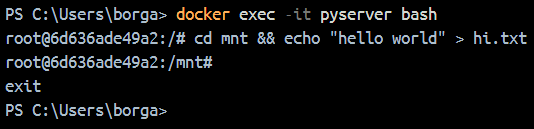 PS C:\Users\borga> docker exec -it pyserver bash
root@6d636ade49a2:/# cd mnt && echo "hello world" > hi.txt
root@6d636ade49a2:/mnt#
exit
PS C:\Users\borga>